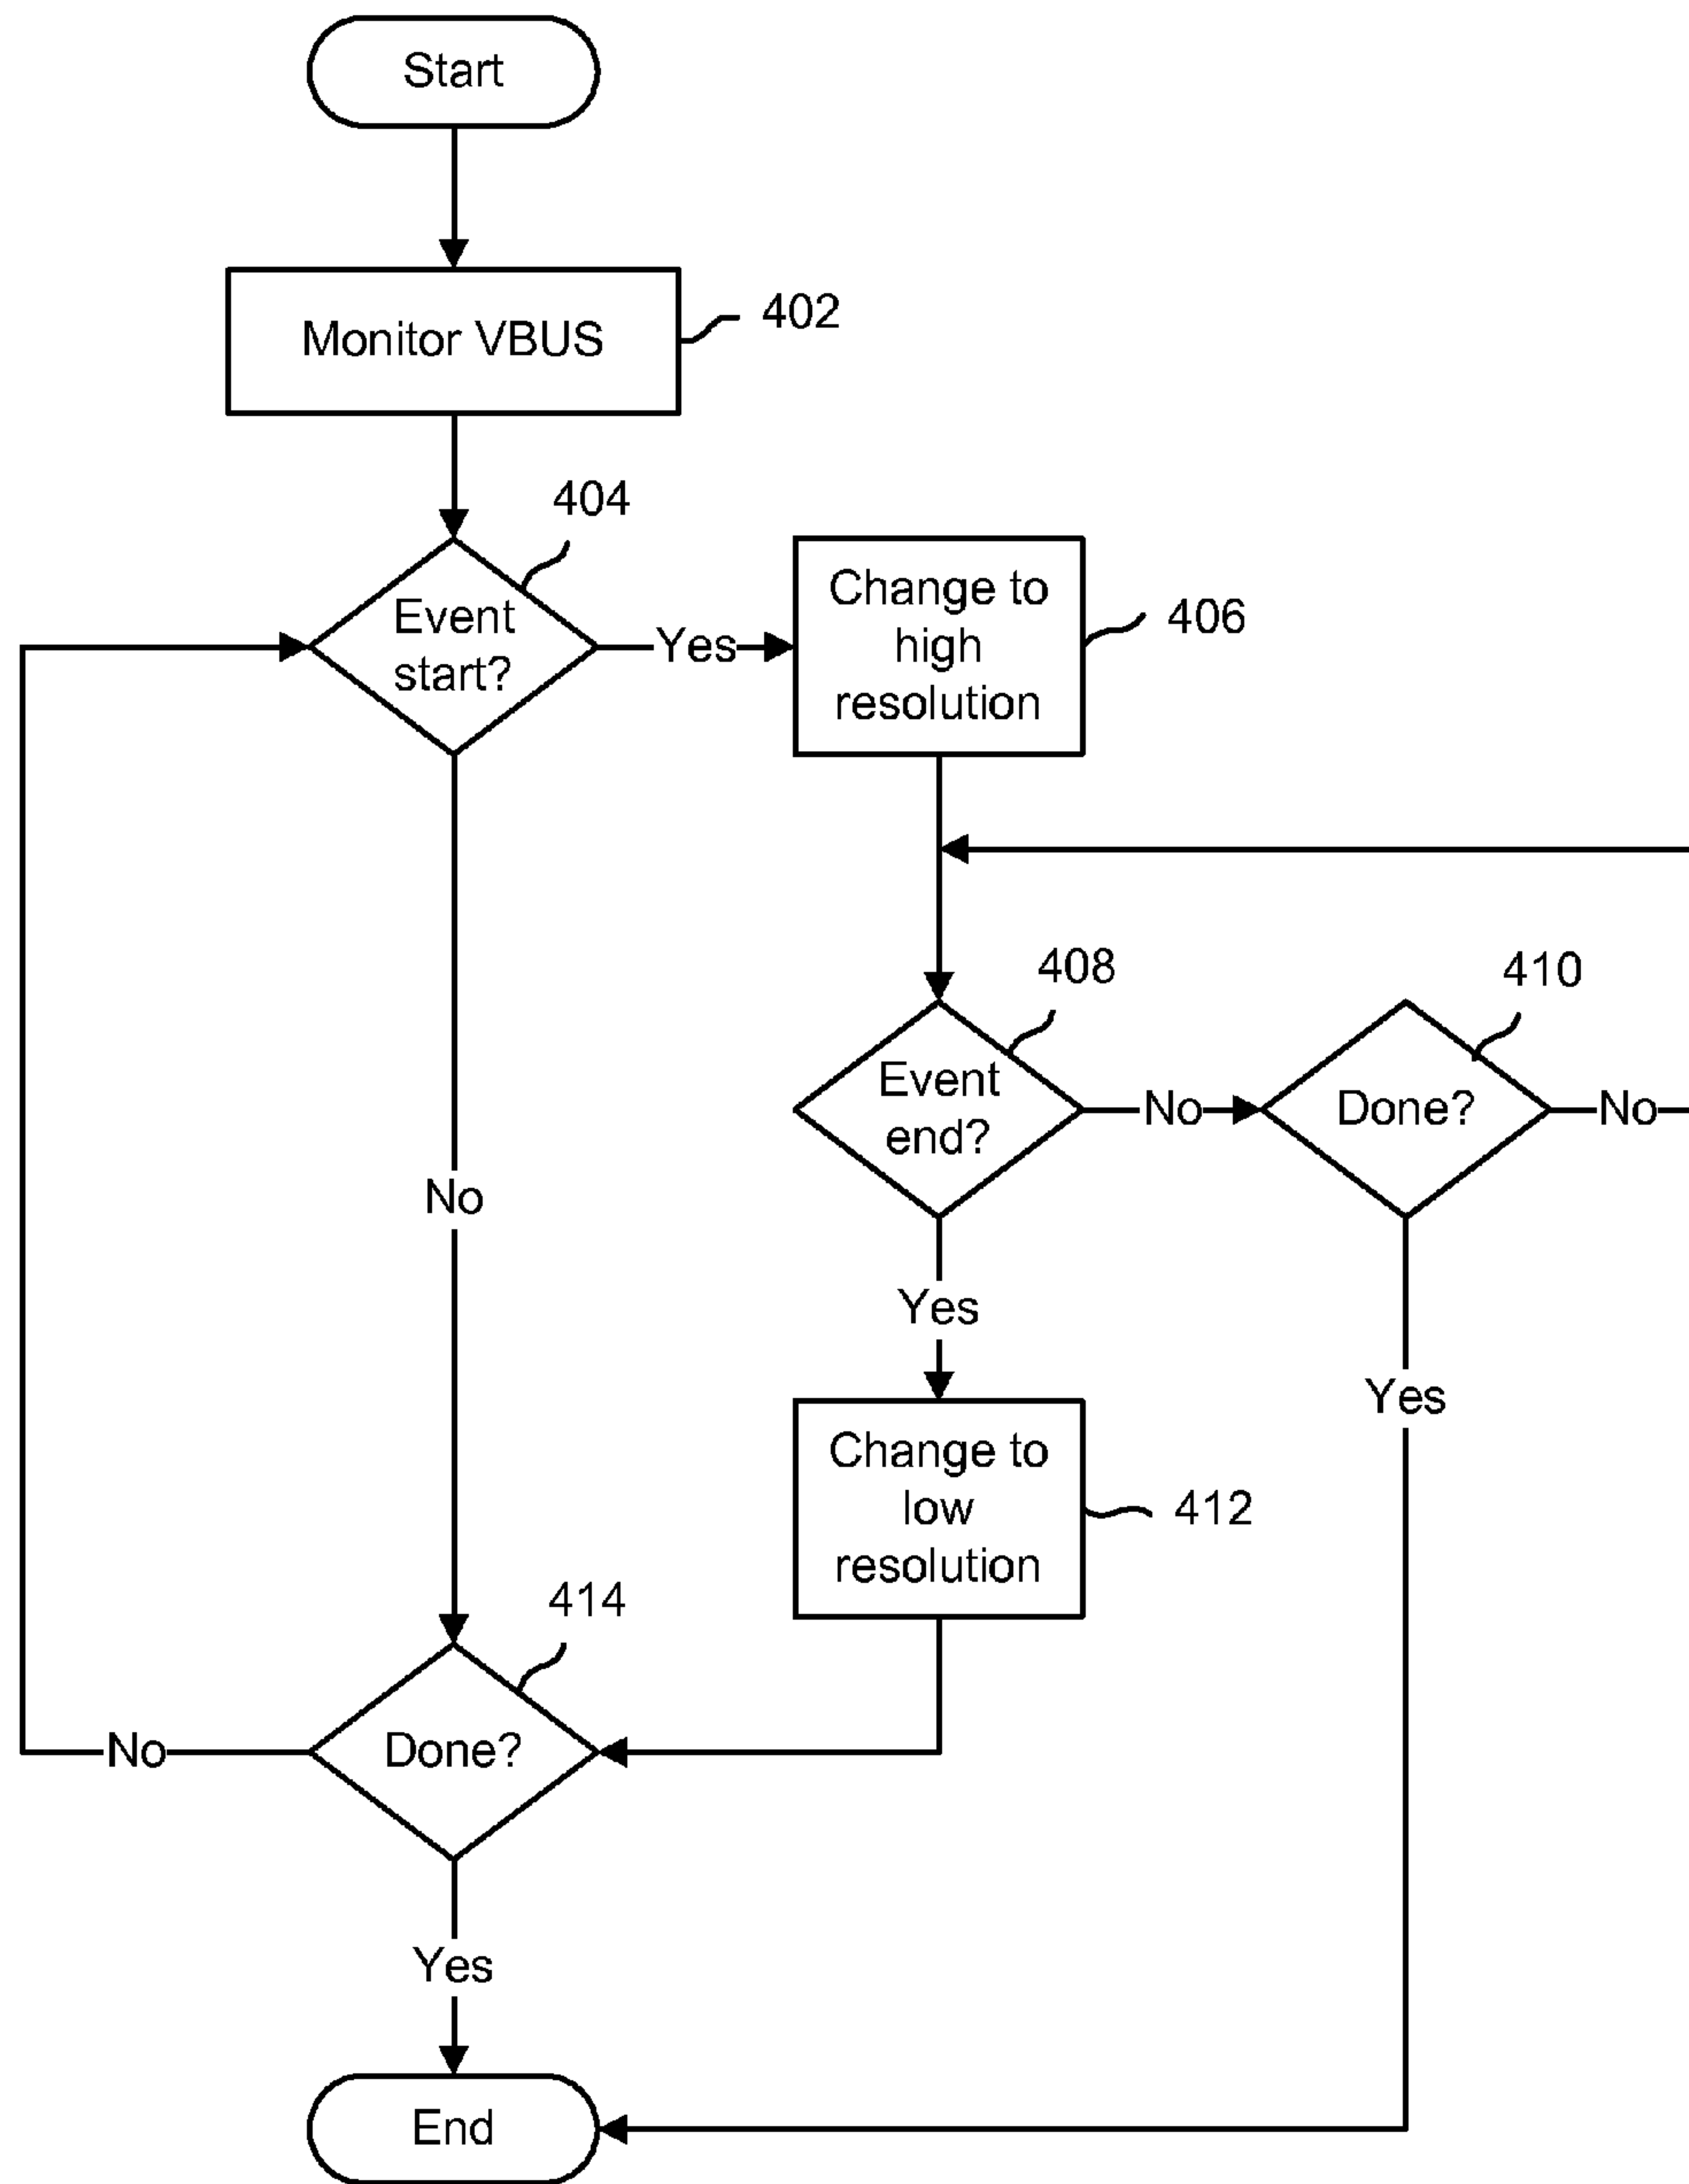 Start
Monitor VBUS
402
404
Event
start?
Yes
Change to
high
resolution
406
No
408
Event
end?
No
410
Done?
No
Yes
Yes
Change to
low
resolution
412
414
Done?
No
Yes
End